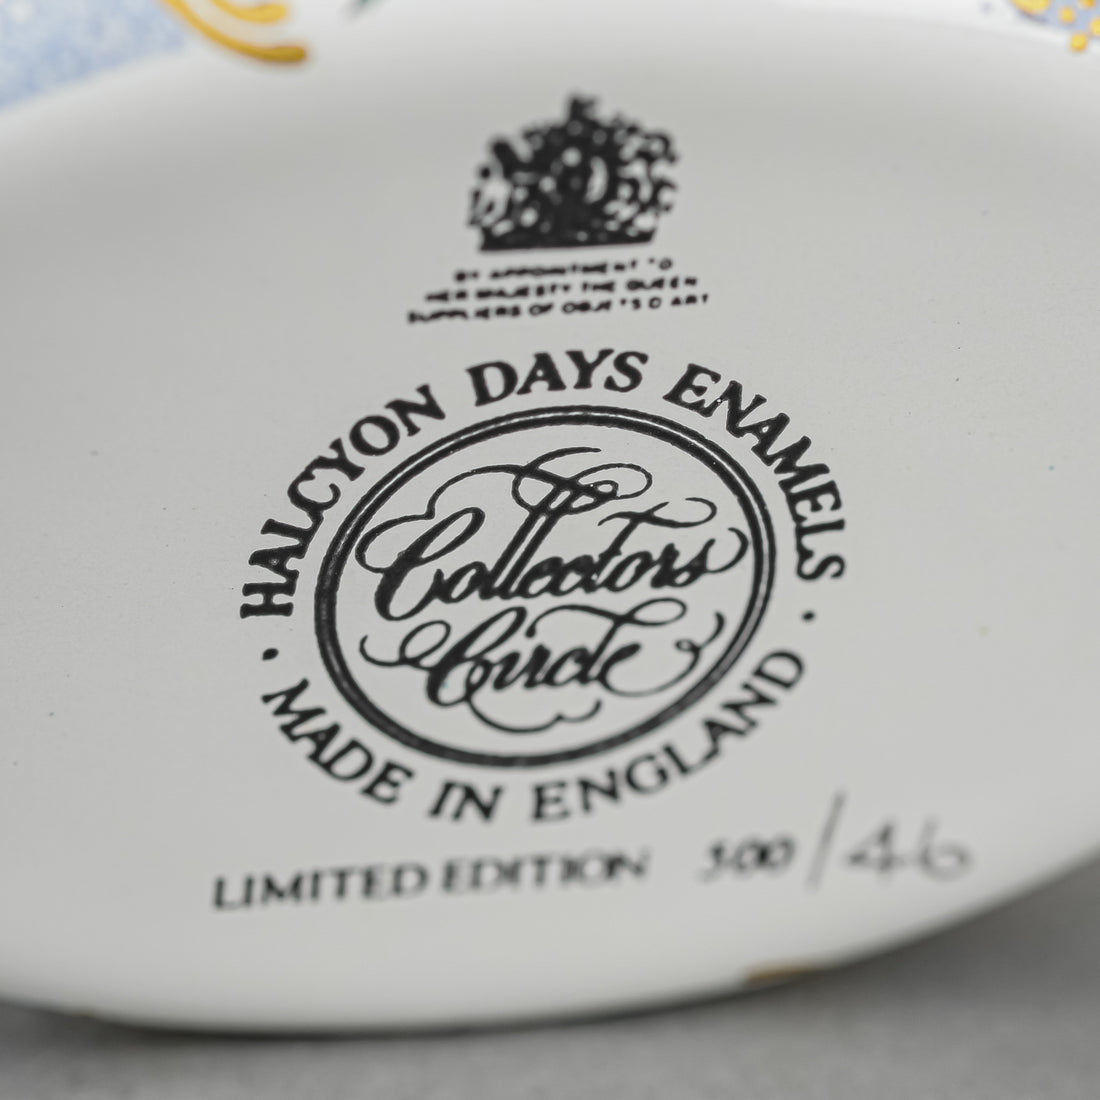 BY APPOINTMENT TO
HER MAJESTY THE QUEEN
SUPPLIERS OF OBJETS D'ART
HALCYON DAYS ENAMELS
Collectors
Circle
· MADE IN ENGLAND ·
LIMITED EDITION 500/46